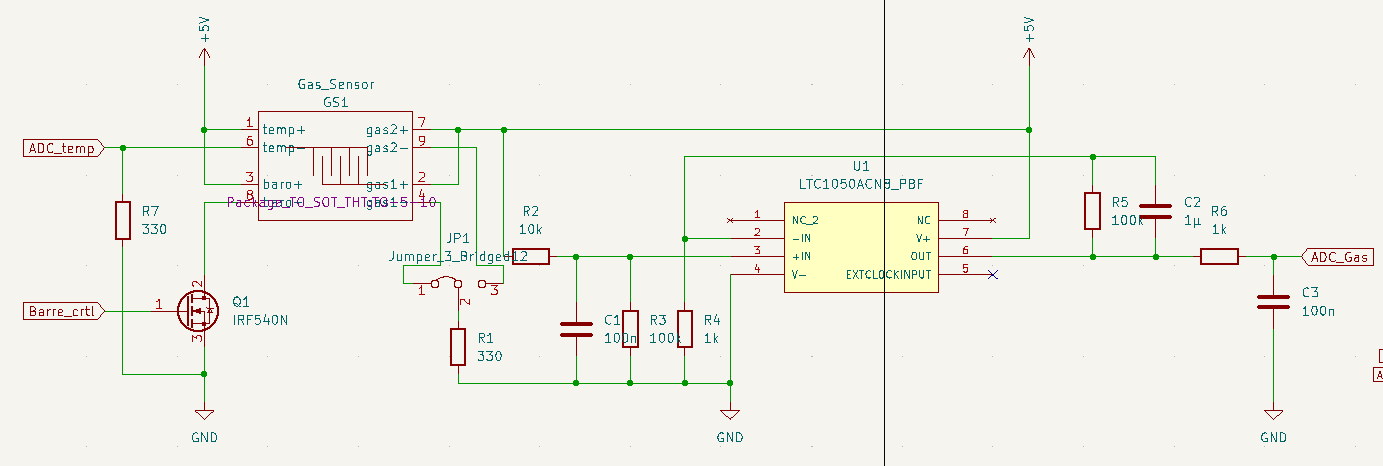 +5V
+5V
Gas_Sensor
GS1
1 temp+ gas2+ 7
6 temp- gas2- 9
3 baro+ gas1+ 2
8 4
Package_TO_SOT_THT:TO-5-10
ADC_temp
R7
330
Barre_crtl
1
2
3
Q1
IRF540N
GND
JP1
Jumper_3_Bridged12
1
2
3
R1
330
R2
10k
C1
100n
R3
100k
R4
1k
GND
U1
LTC1050ACN8_PBF
1 NC_2 NC 8
2 -IN V+ 7
3 +IN OUT 6
4 V- EXTCLOCKINPUT 5
R5
100k
C2
1µ
R6
1k
ADC_Gas
C3
100n
GND
A